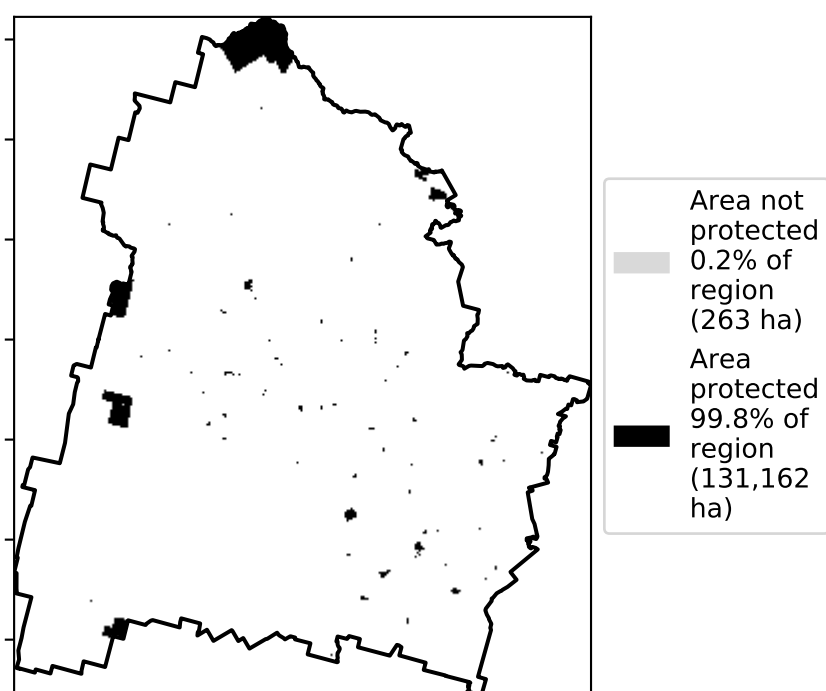 Area not
protected
0.2% of
region
(263 ha)
Area
protected
99.8% of
region
(131,162
ha)